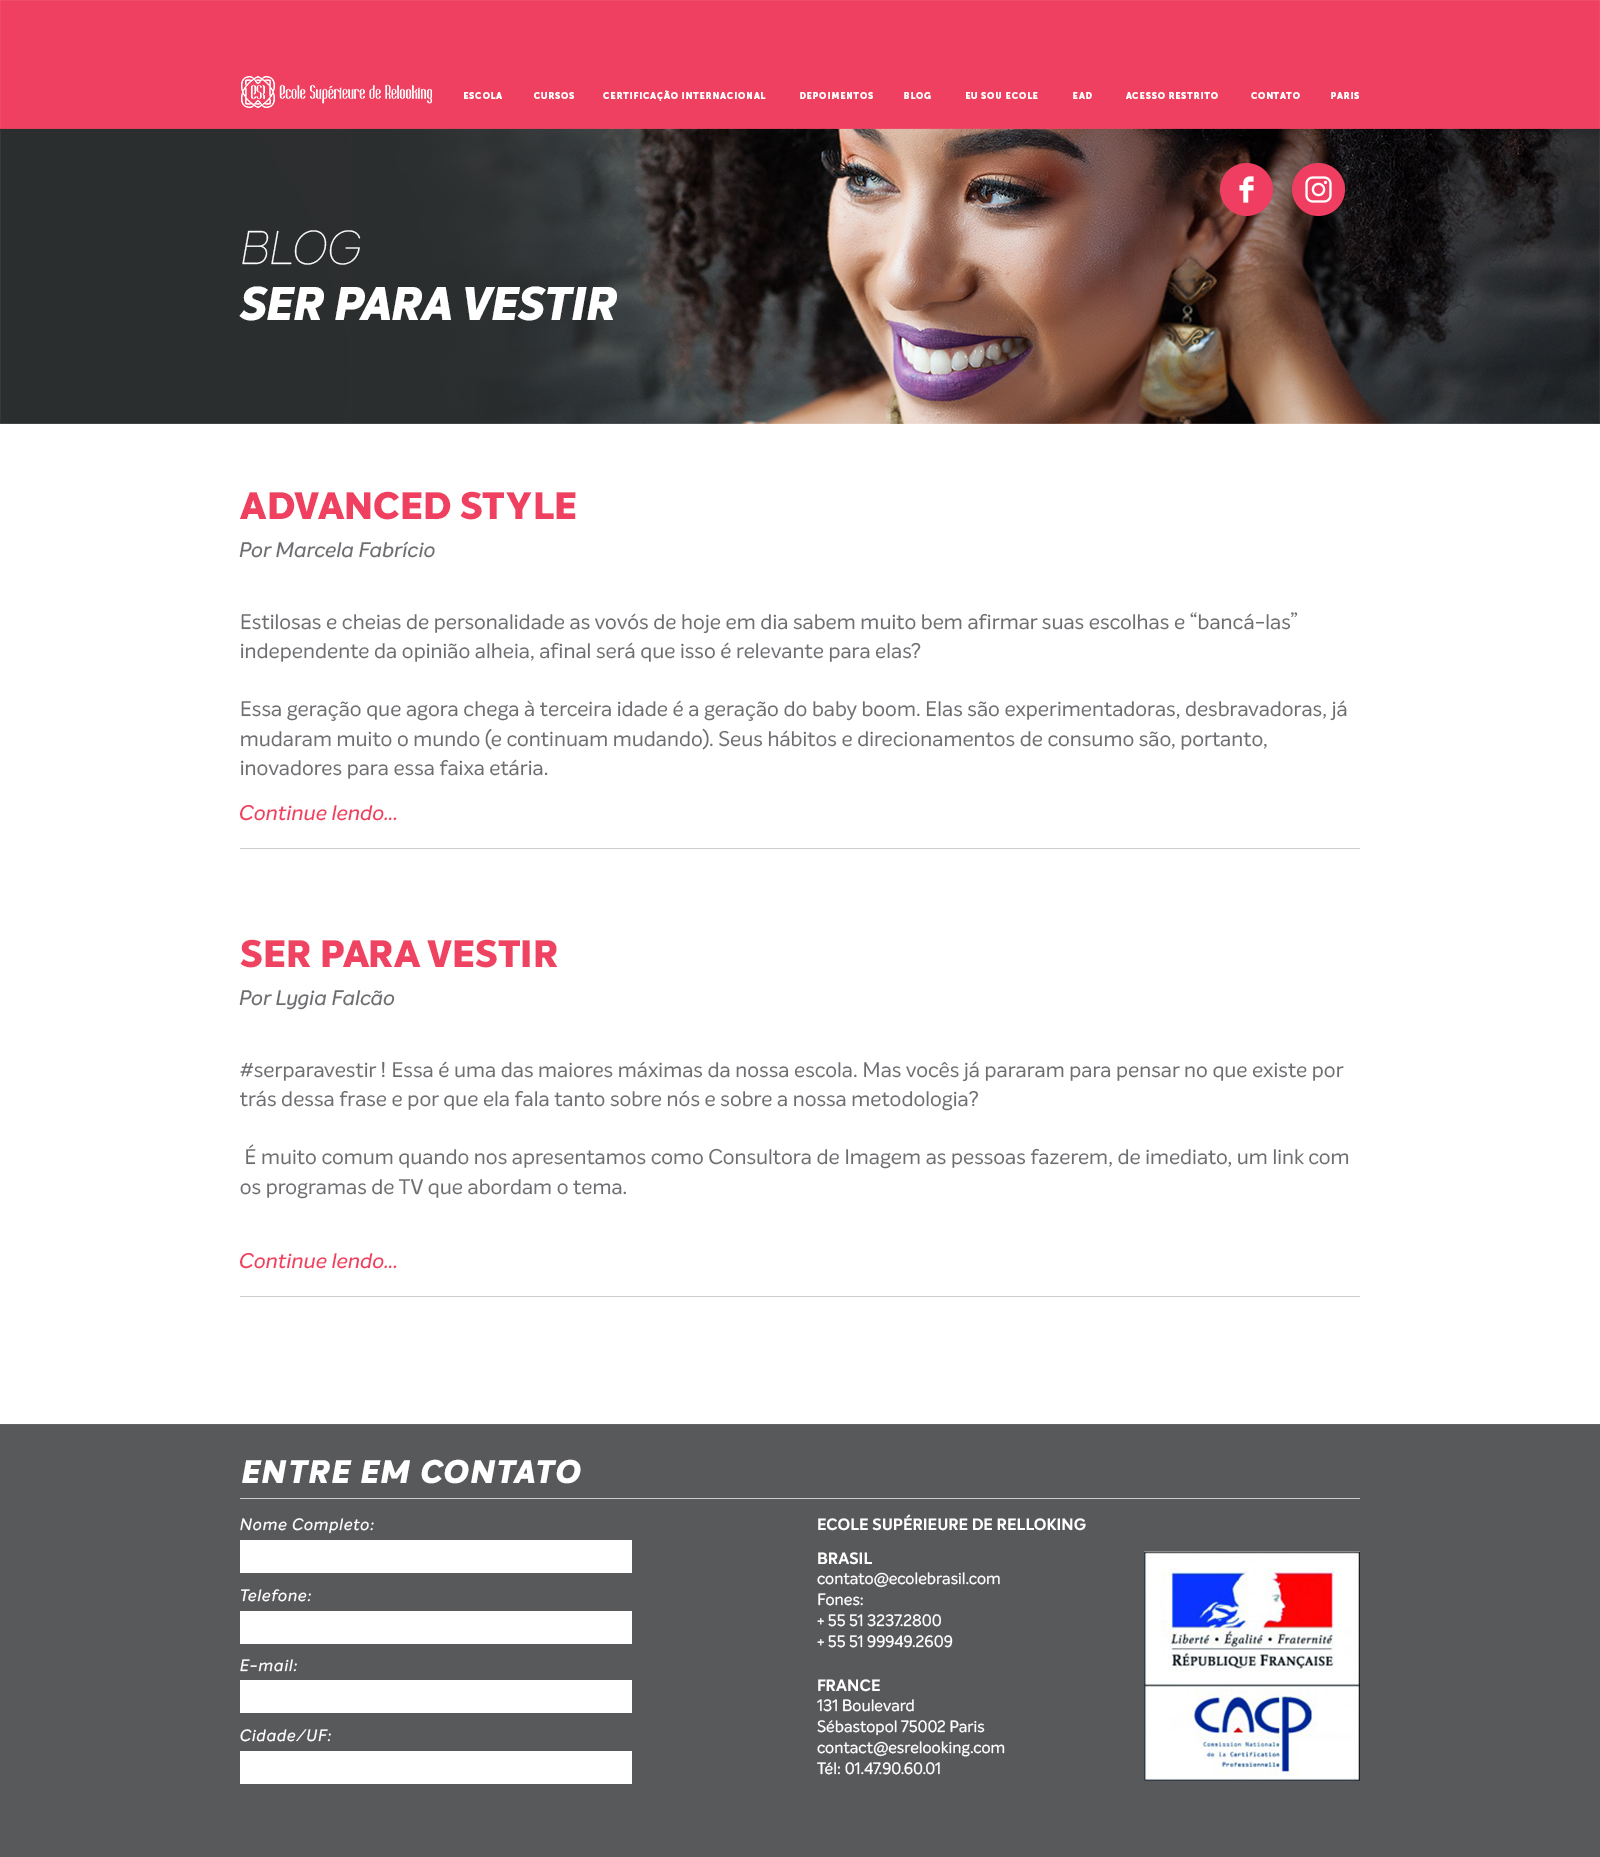 ESR Ecole Supérieure de Relooking
ESCOLA CURSOS CERTIFICAÇÃO INTERNACIONAL DEPOIMENTOS BLOG EU SOU ECOLE EAD ACESSO RESTRITO CONTATO PARIS
BLOG
SER PARA VESTIR
ADVANCED STYLE
Por Marcela Fabrício
Estilosas e cheias de personalidade as vovós de hoje em dia sabem muito bem afirmar suas escolhas e “bancá-las”
independente da opinião alheia, afinal será que isso é relevante para elas?
Essa geração que agora chega à terceira idade é a geração do baby boom. Elas são experimentadoras, desbravadoras, já
mudaram muito o mundo (e continuam mudando). Seus hábitos e direcionamentos de consumo são, portanto,
inovadores para essa faixa etária.
Continue lendo...
SER PARA VESTIR
Por Lygia Falcão
#serparavestir ! Essa é uma das maiores máximas da nossa escola. Mas vocês já pararam para pensar no que existe por
trás dessa frase e por que ela fala tanto sobre nós e sobre a nossa metodologia?
É muito comum quando nos apresentamos como Consultora de Imagem as pessoas fazerem, de imediato, um link com
os programas de TV que abordam o tema.
Continue lendo...
ENTRE EM CONTATO
Nome Completo:
Telefone:
E-mail:
Cidade/UF:
ECOLE SUPÉRIEURE DE RELLOKING
BRASIL
contato@ecolebrasil.com
Fones:
+ 55 51 3237.2800
+ 55 51 99949.2609
FRANCE
131 Boulevard
Sébastopol 75002 Paris
contact@esrelooking.com
Tél: 01.47.90.60.01
Liberté • Égalité • Fraternité
RÉPUBLIQUE FRANÇAISE
CNCP
Commission Nationale
de la Certification
Professionnelle